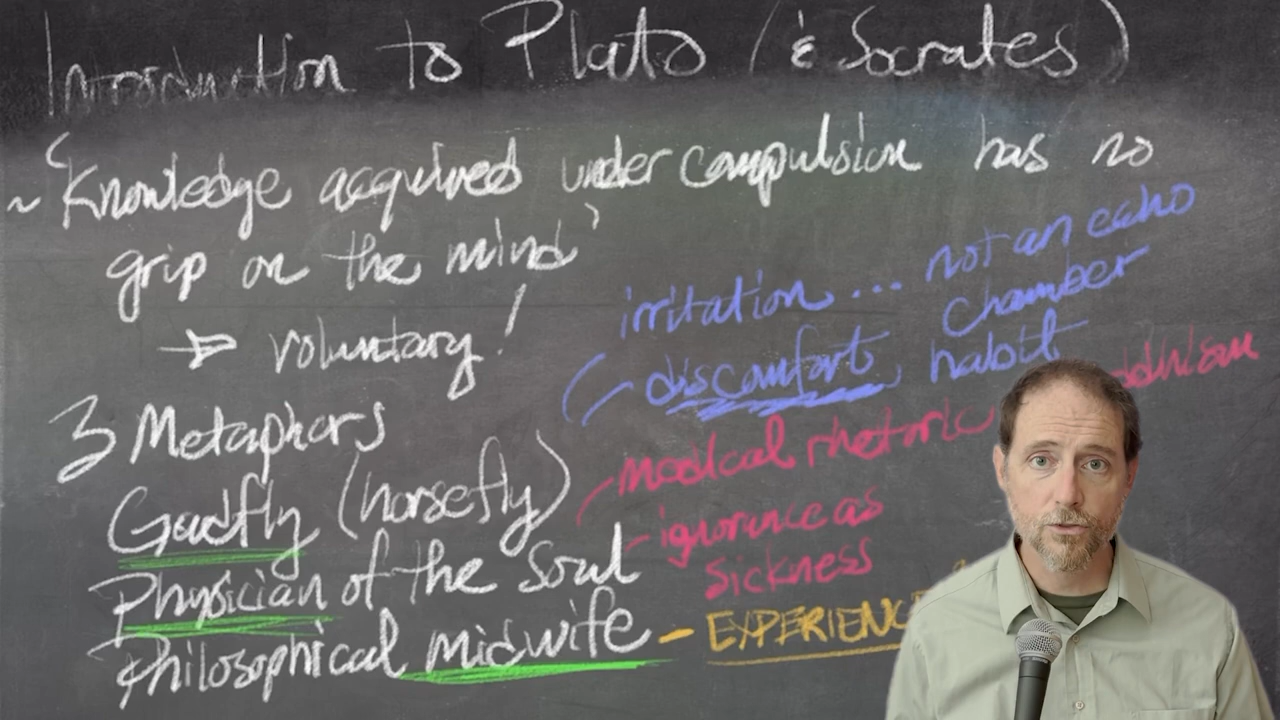 Introduction to Plato (& Socrates)
~ 'Knowledge acquired under compulsion has no
grip on the mind'
→ voluntary!
irritation... not an echo
chamber
discomfort, habit
3 Metaphors
Gadfly (horsefly)
medical rhetoric
ignorance as
sickness
Physician of the Soul
Philosophical midwife – EXPERIENC